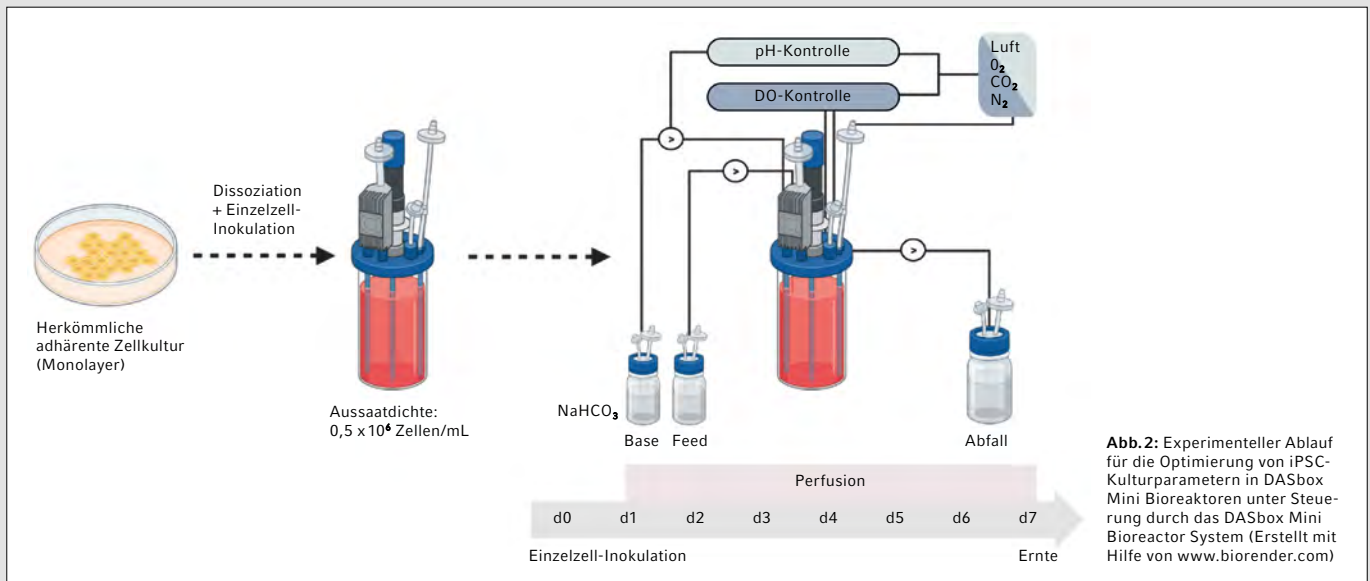 pH-Kontrolle
DO-Kontrolle
Luft
O₂
CO₂
N₂
>
>
>
Dissoziation
+ Einzelzell-
Inokulation
Herkömmliche
adhärente Zellkultur
(Monolayer)
Aussaatdichte:
0,5 x 10⁶ Zellen/mL
NaHCO₃
Base Feed
Abfall
Perfusion
d0 d1 d2 d3 d4 d5 d6 d7
Einzelzell-Inokulation Ernte
Abb. 2: Experimenteller Ablauf
für die Optimierung von iPSC-
Kulturparametern in DASbox
Mini Bioreaktoren unter Steue-
rung durch das DASbox Mini
Bioreactor System (Erstellt mit
Hilfe von www.biorender.com)